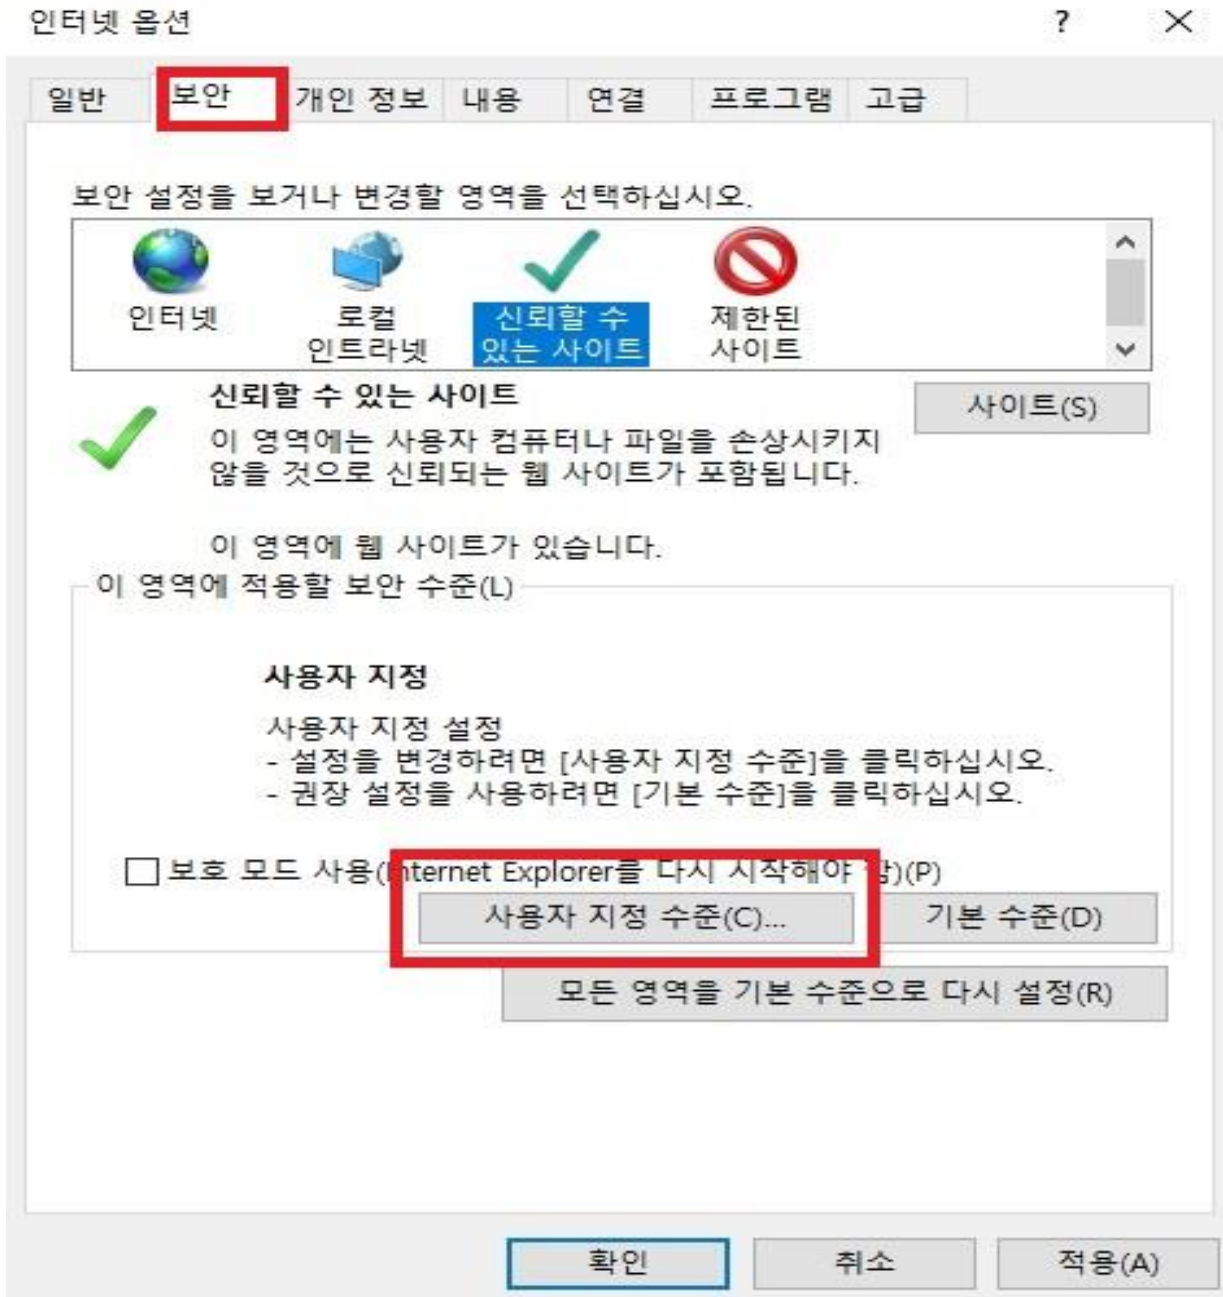 인터넷 옵션 ?
일반 보안 개인 정보 내용 연결 프로그램 고급
보안 설정을 보거나 변경할 영역을 선택하십시오.
인터넷 로컬 인트라넷 신뢰할 수 있는 사이트 제한된 사이트
신뢰할 수 있는 사이트
사이트(S)
이 영역에는 사용자 컴퓨터나 파일을 손상시키지
않을 것으로 신뢰되는 웹 사이트가 포함됩니다.
이 영역에 웹 사이트가 있습니다.
이 영역에 적용할 보안 수준(L)
사용자 지정
사용자 지정 설정
- 설정을 변경하려면 [사용자 지정 수준]을 클릭하십시오.
- 권장 설정을 사용하려면 [기본 수준]을 클릭하십시오.
보호 모드 사용(Internet Explorer를 다시 시작해야 함)(P)
사용자 지정 수준(C)... 기본 수준(D)
모든 영역을 기본 수준으로 다시 설정(R)
확인 취소 적용(A)